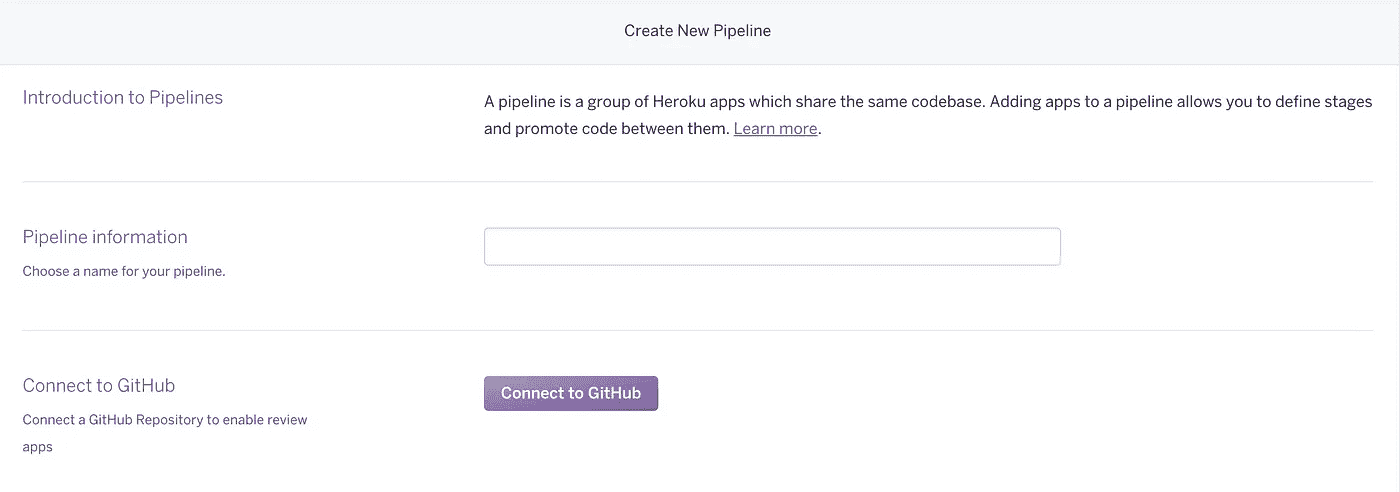 Create New Pipeline
Introduction to Pipelines
A pipeline is a group of Heroku apps which share the same codebase. Adding apps to a pipeline allows you to define stages
and promote code between them. Learn more.
Pipeline information
Choose a name for your pipeline.
Connect to GitHub
Connect a GitHub Repository to enable review
apps
Connect to GitHub